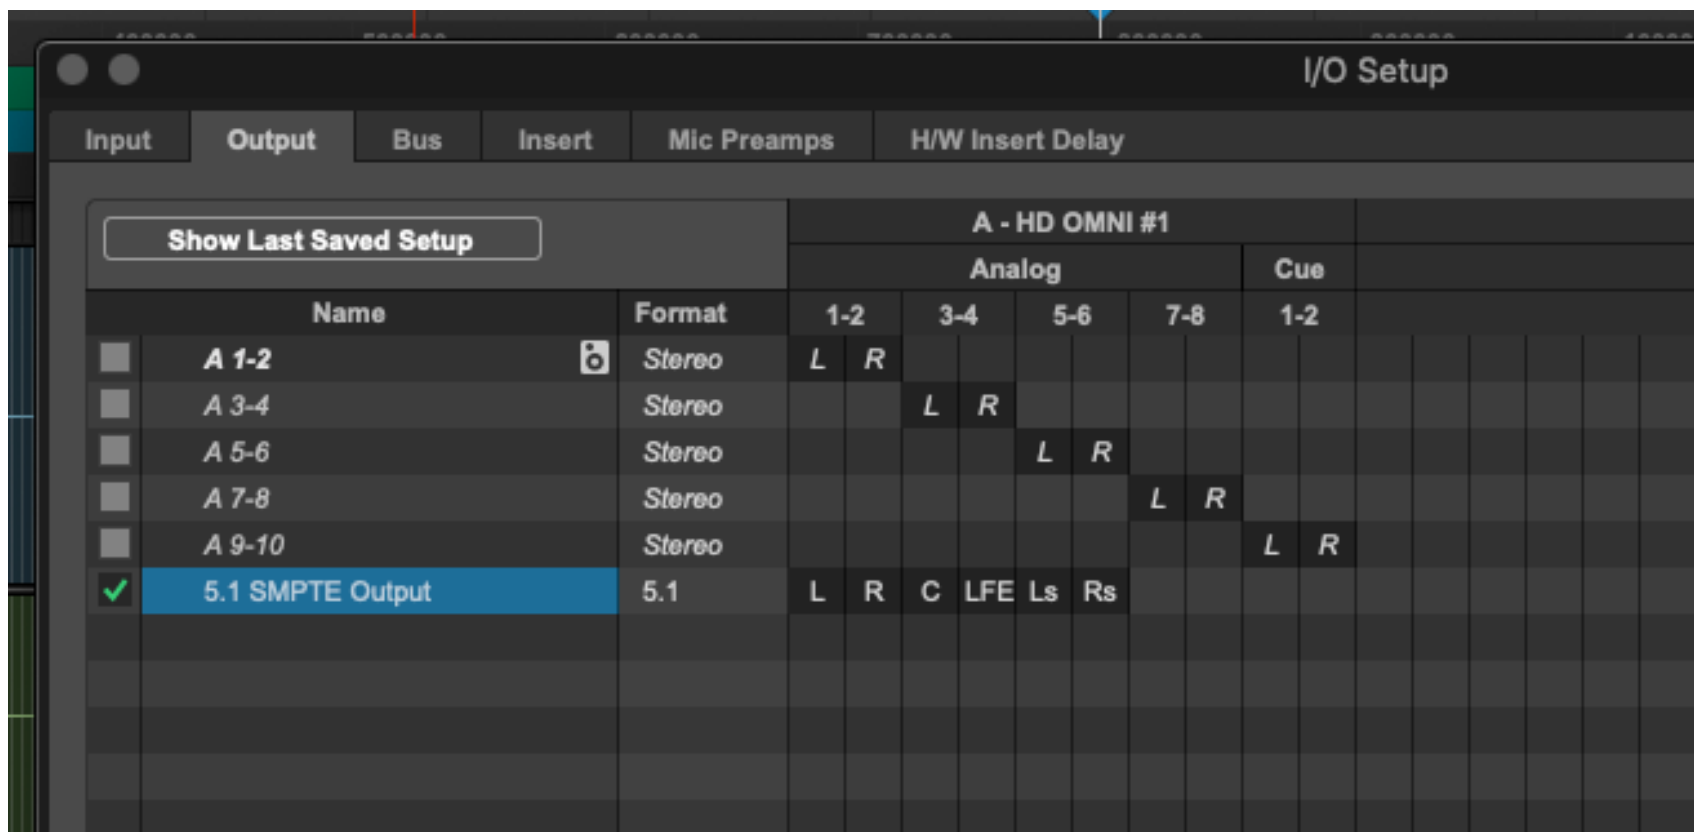 I/O Setup
Input Output Bus Insert Mic Preamps H/W Insert Delay
Show Last Saved Setup
A - HD OMNI #1
Analog Cue
Name Format 1-2 3-4 5-6 7-8 1-2
A 1-2 Stereo L R
A 3-4 Stereo L R
A 5-6 Stereo L R
A 7-8 Stereo L R
A 9-10 Stereo L R
5.1 SMPTE Output 5.1 L R C LFE Ls Rs